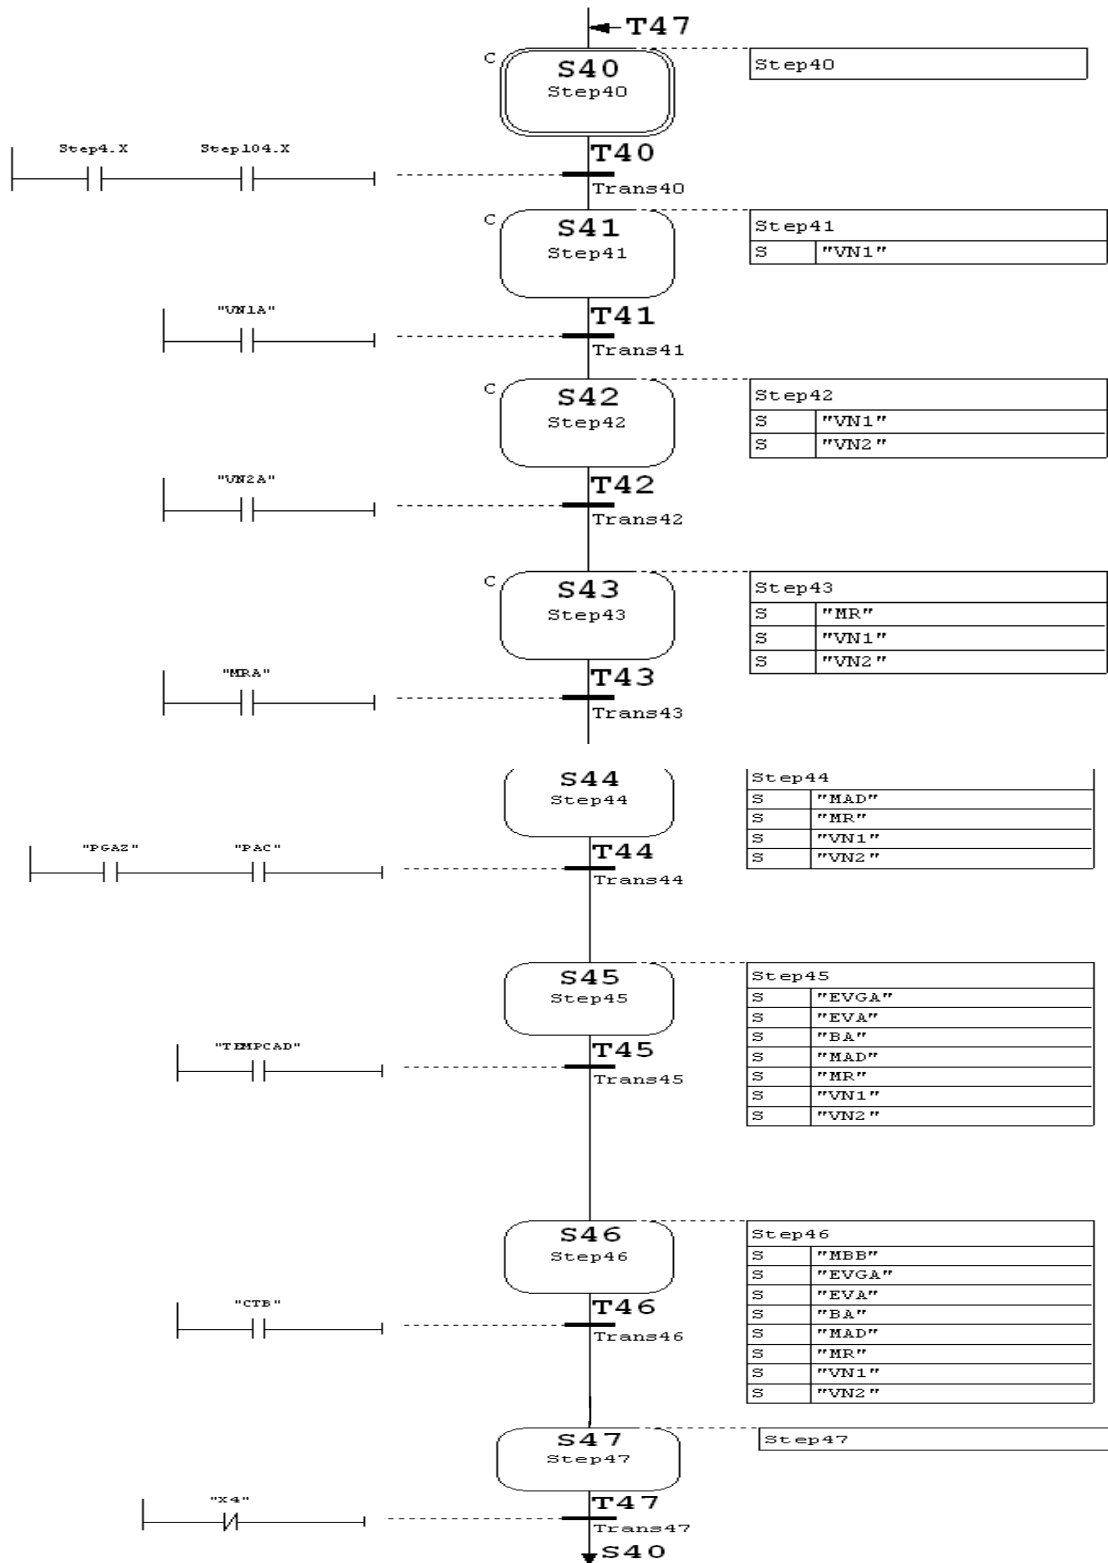 T47
C
S40
Step40
Step40
Step4.X Step104.X
T40
Trans40
C
S41
Step41
Step41
S "VN1"
"VN1A"
T41
Trans41
C
S42
Step42
Step42
S "VN1"
S "VN2"
"VN2A"
T42
Trans42
C
S43
Step43
Step43
S "MR"
S "VN1"
S "VN2"
"MRA"
T43
Trans43
S44
Step44
Step44
S "MAD"
S "MR"
S "VN1"
S "VN2"
"PGAZ" "PAC"
T44
Trans44
S45
Step45
Step45
S "EVGA"
S "EVA"
S "BA"
S "MAD"
S "MR"
S "VN1"
S "VN2"
"TEMPCAD"
T45
Trans45
S46
Step46
Step46
S "MBB"
S "EVGA"
S "EVA"
S "BA"
S "MAD"
S "MR"
S "VN1"
S "VN2"
"CTB"
T46
Trans46
S47
Step47
Step47
"X4"
T47
Trans47
S40